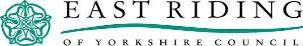 EAST RIDING
OF YORKSHIRE COUNCIL